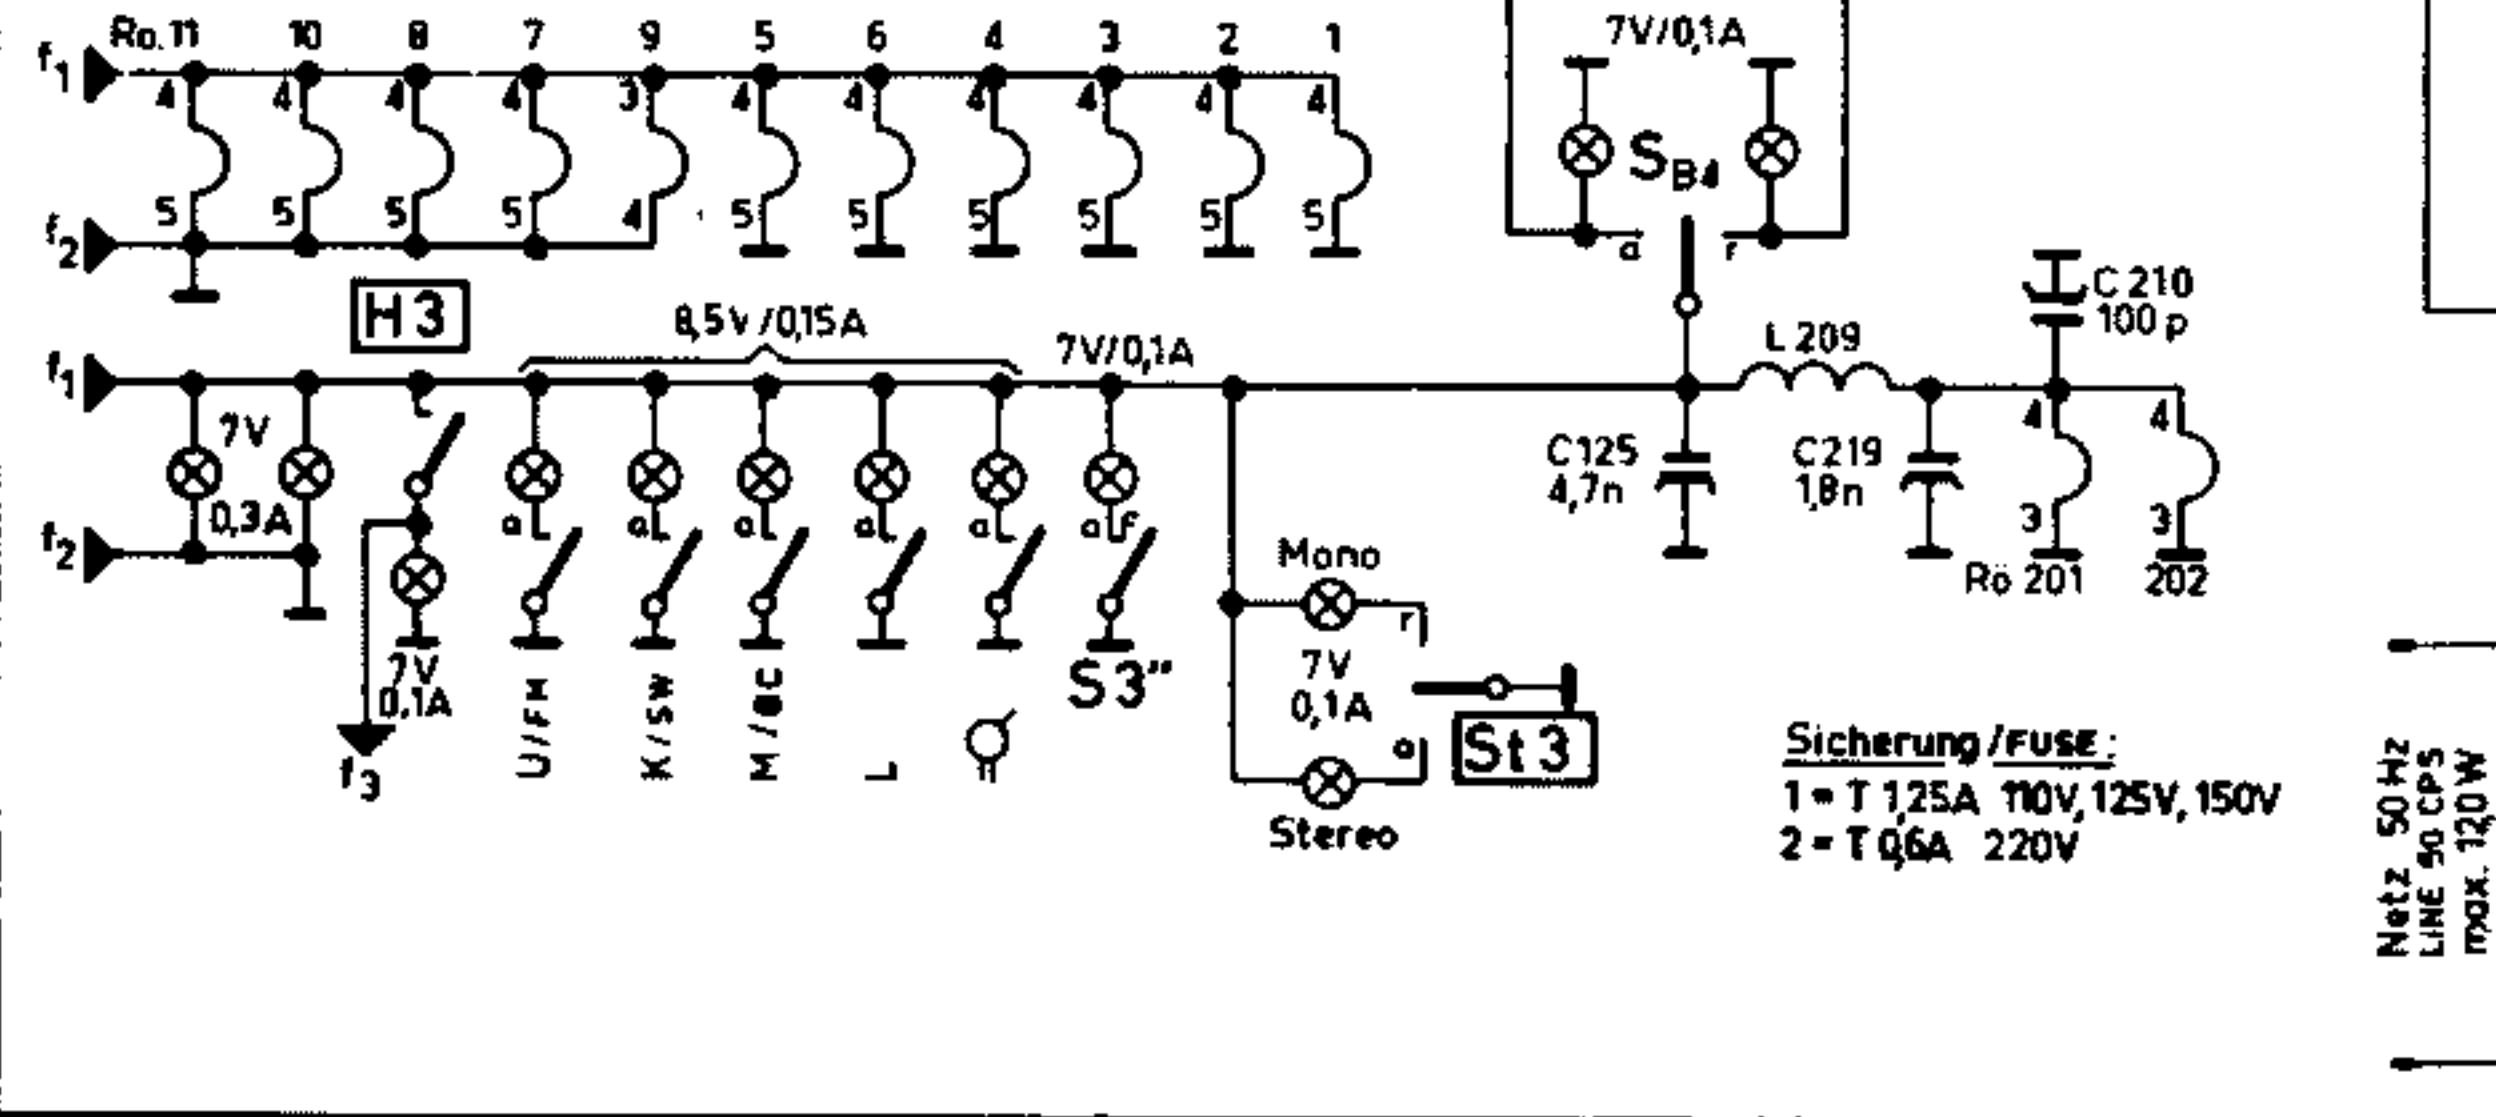 f1 Rö. 11 10 8 7 9 5 6 4 3 2 1
4 4 4 4 3 4 4 4 4 4 4
5 5 5 5 4 5 5 5 5 5 5
f2
7V/0,1A
SB4
a r
H3
8,5V/0,15A
7V/0,1A
f1
7V
0,3A
f2
7V
0,1A
f3
a a a a a a f
U/FM
K/SW
M/BC
L
S3"
Mono
r
7V
0,1A
a
St3
Stereo
L 209
C 210
100 p
C125
4,7n
C219
1,8n
4 4
3 3
Rö 201 202
Sicherung/FUSE:
1 = T 1,25A 110V, 125V, 150V
2 = T 0,6A 220V
Netz 50 Hz
LINE 50 CPS
max. 120W